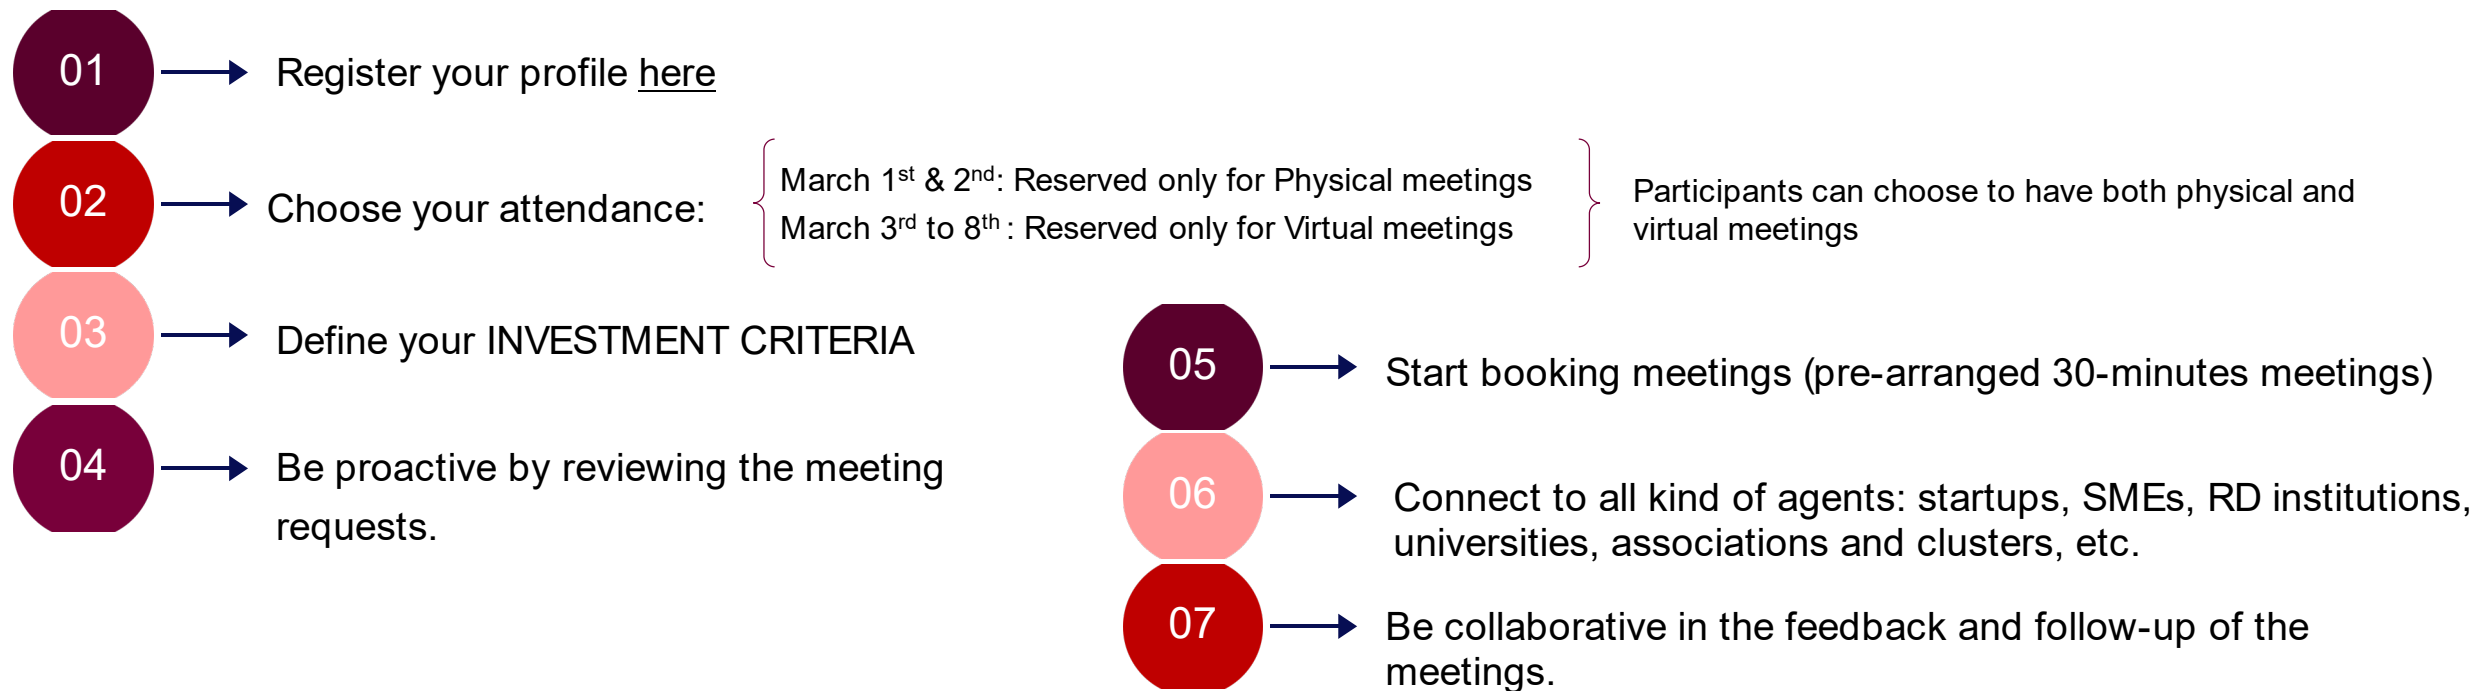 01
Register your profile here
02
Choose your attendance:
March 1st & 2nd: Reserved only for Physical meetings
March 3rd to 8th : Reserved only for Virtual meetings
Participants can choose to have both physical and
virtual meetings
03
Define your INVESTMENT CRITERIA
04
Be proactive by reviewing the meeting
requests.
05
Start booking meetings (pre-arranged 30-minutes meetings)
06
Connect to all kind of agents: startups, SMEs, RD institutions,
universities, associations and clusters, etc.
07
Be collaborative in the feedback and follow-up of the
meetings.